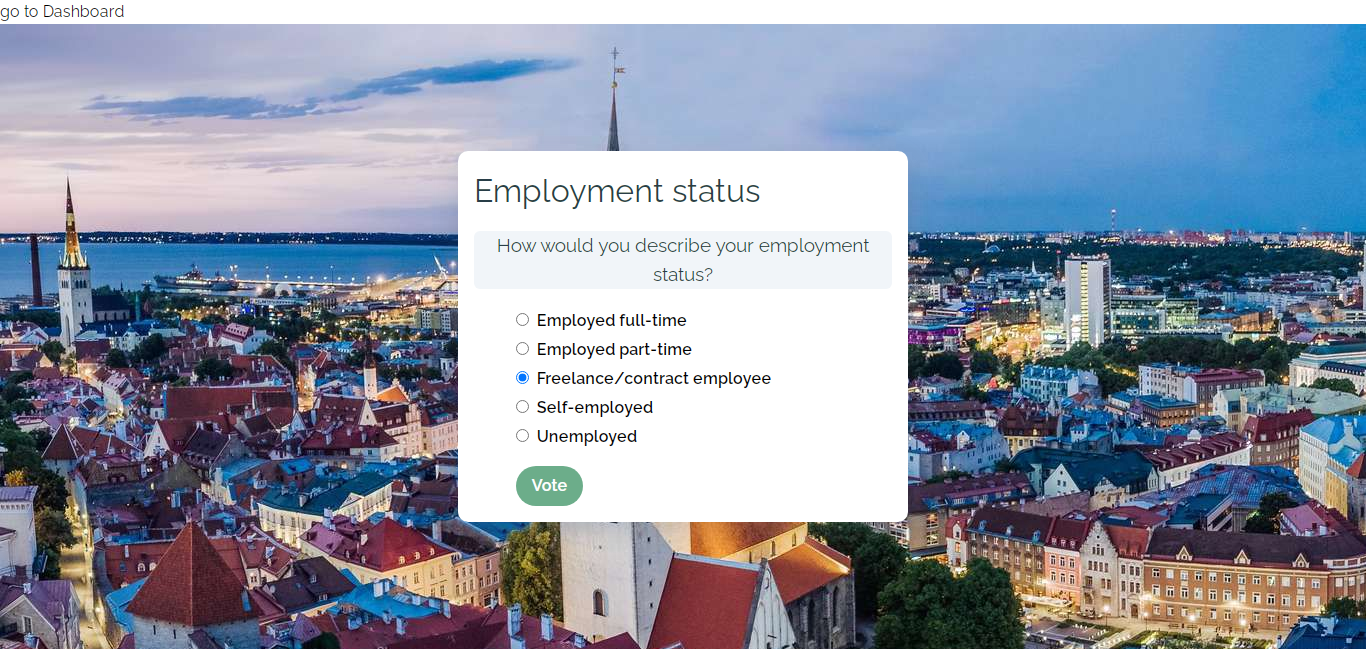 go to Dashboard
Employment status
How would you describe your employment
status?
Employed full-time
Employed part-time
Freelance/contract employee
Self-employed
Unemployed
Vote